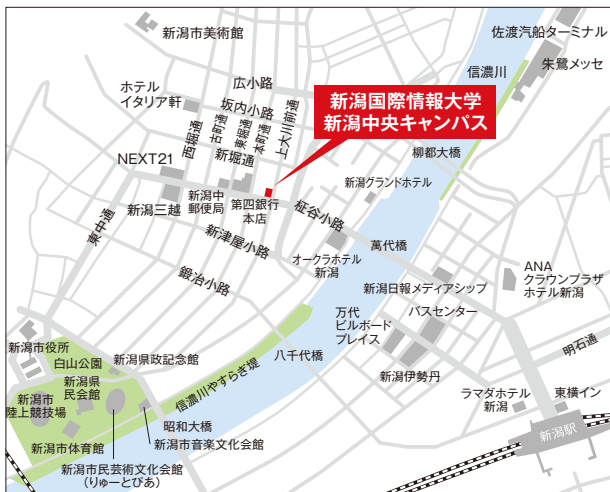 佐渡汽船ターミナル
新潟市美術館
朱鷺メッセ
信濃川
広小路
ホテル
イタリア軒
坂内小路
新潟国際情報大学
新潟中央キャンパス
西堀通
古町通
東堀通
本町通
上大川前通
柳都大橋
新堀通
NEXT21
新潟グランドホテル
新潟三越
新潟中
郵便局
第四銀行
本店
柾谷小路
東中通
新津屋小路
萬代橋
オークラホテル
新潟
鍛冶小路
ANA
クラウンプラザ
ホテル新潟
新潟日報メディアシップ
万代
ビルボード
プレイス
バスセンター
明石通
新潟市役所
白山公園
新潟県政記念館
八千代橋
新潟伊勢丹
信濃川やすらぎ堤
新潟県
民会館
新潟市
陸上競技場
ラマダホテル
新潟
東横イン
昭和大橋
新潟駅
新潟市体育館
新潟市音楽文化会館
新潟市民芸術文化会館
(りゅーとぴあ)